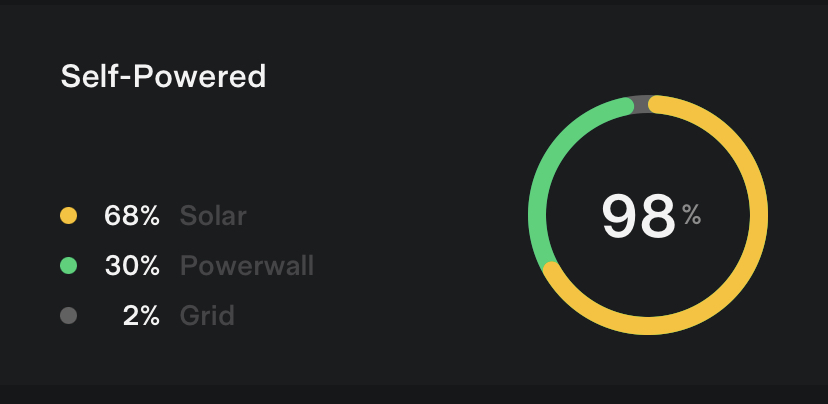 Self-Powered
68% Solar
30% Powerwall
2% Grid
98%